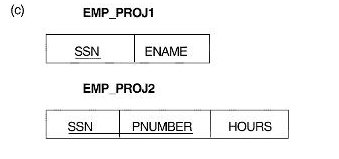 (c) EMP_PROJ1
SSN ENAME
EMP_PROJ2
SSN PNUMBER HOURS